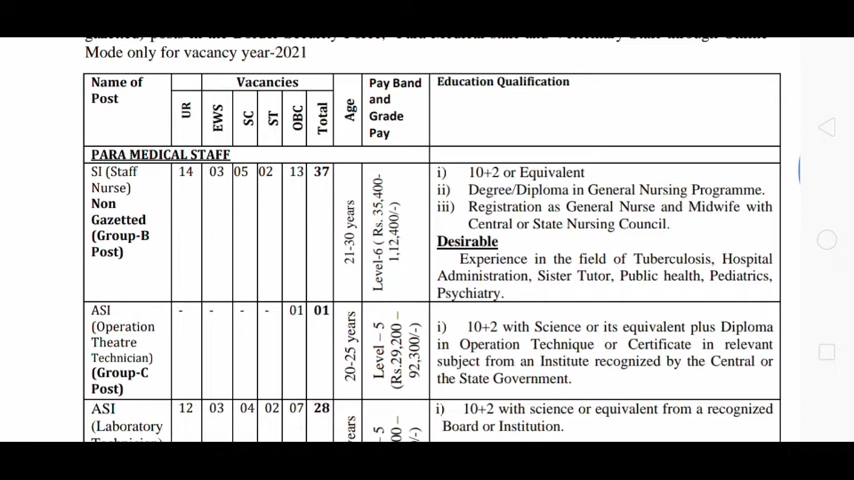 Mode only for vacancy year-2021
Name of Post
Vacancies
UR
EWS
SC
ST
OBC
Total
Age
Pay Band and Grade Pay
Education Qualification
PARA MEDICAL STAFF
SI (Staff Nurse)
Non Gazetted
(Group-B Post)
14 03 05 02 13 37
21-30 years
Level-6 ( Rs. 35,400-
1,12,400/-)
i) 10+2 or Equivalent
ii) Degree/Diploma in General Nursing Programme.
iii) Registration as General Nurse and Midwife with
Central or State Nursing Council.
Desirable
Experience in the field of Tuberculosis, Hospital
Administration, Sister Tutor, Public health, Pediatrics,
Psychiatry.
ASI
(Operation
Theatre
Technician)
(Group-C
Post)
- - - - 01 01
20-25 years
Level – 5
(Rs.29,200 –
92,300/-)
i) 10+2 with Science or its equivalent plus Diploma
in Operation Technique or Certificate in relevant
subject from an Institute recognized by the Central or
the State Government.
ASI
(Laboratory
12 03 04 02 07 28
years
i) 10+2 with science or equivalent from a recognized
Board or Institution.